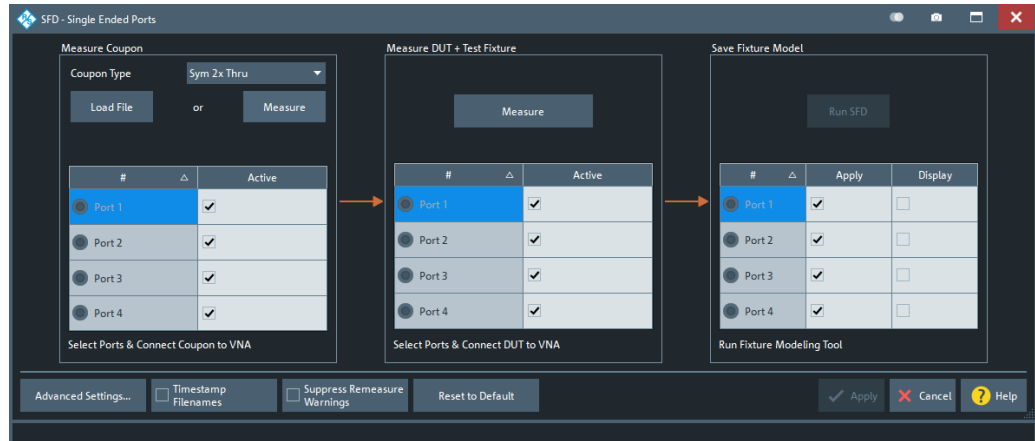 SFD - Single Ended Ports
Measure Coupon
Coupon Type Sym 2x Thru
Load File or Measure
# Active
Port 1
Port 2
Port 3
Port 4
Select Ports & Connect Coupon to VNA
Measure DUT + Test Fixture
Measure
# Active
Port 1
Port 2
Port 3
Port 4
Select Ports & Connect DUT to VNA
Save Fixture Model
Run SFD
# Apply Display
Port 1
Port 2
Port 3
Port 4
Run Fixture Modeling Tool
Advanced Settings...
Timestamp
Filenames
Suppress Remeasure
Warnings
Reset to Default
Apply
Cancel
? Help